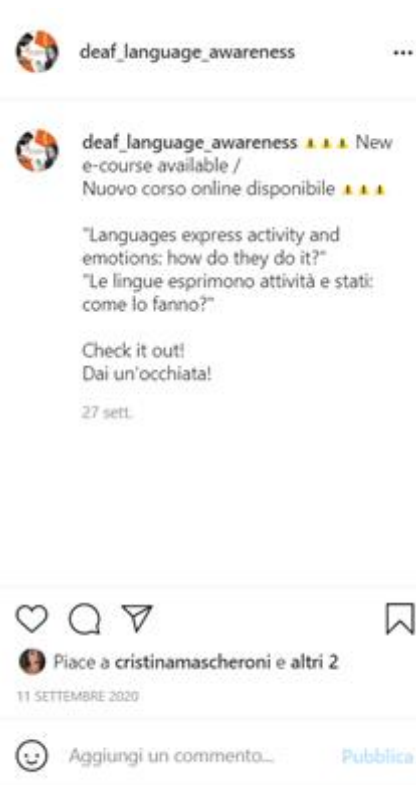 deaf_language_awareness
deaf_language_awareness ⚠️⚠️⚠️ New
e-course available /
Nuovo corso online disponibile ⚠️⚠️⚠️
"Languages express activity and
emotions: how do they do it?"
"Le lingue esprimono attività e stati:
come lo fanno?"
Check it out!
Dai un'occhiata!
27 sett.
Piace a cristinamascheroni e altri 2
11 SETTEMBRE 2020
Aggiungi un commento... Pubblica